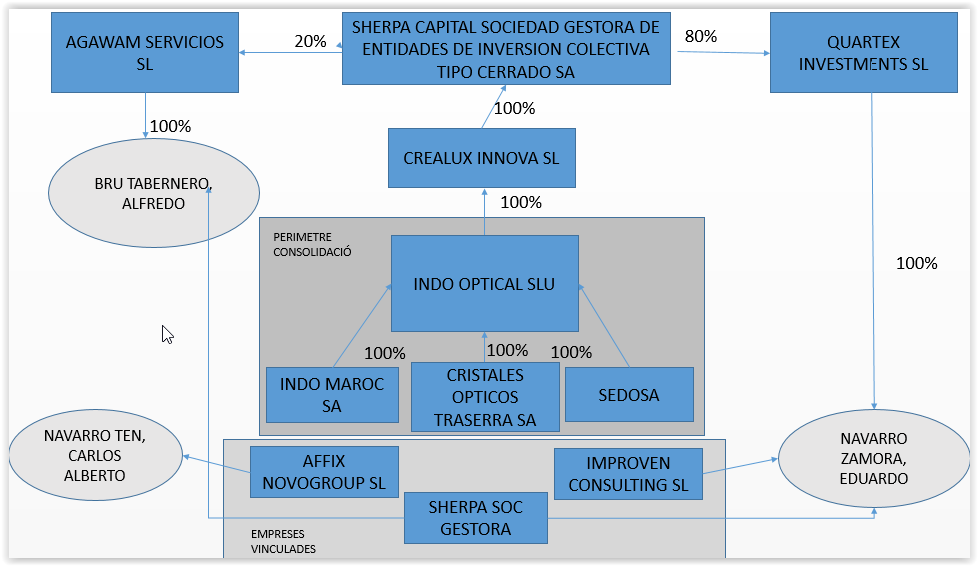 AGAWAM SERVICIOS
SL
20%
SHERPA CAPITAL SOCIEDAD GESTORA DE
ENTIDADES DE INVERSION COLECTIVA
TIPO CERRADO SA
80%
QUARTEX
INVESTMENTS SL
100%
100%
BRU TABERNERO,
ALFREDO
CREALUX INNOVA SL
100%
PERIMETRE
CONSOLIDACIÓ
INDO OPTICAL SLU
100%
100%
100%
100%
INDO MAROC
SA
CRISTALES
OPTICOS
TRASERRA SA
SEDOSA
NAVARRO TEN,
CARLOS
ALBERTO
AFFIX
NOVOGROUP SL
IMPROVEN
CONSULTING SL
NAVARRO
ZAMORA,
EDUARDO
SHERPA SOC
GESTORA
EMPRESES
VINCULADES